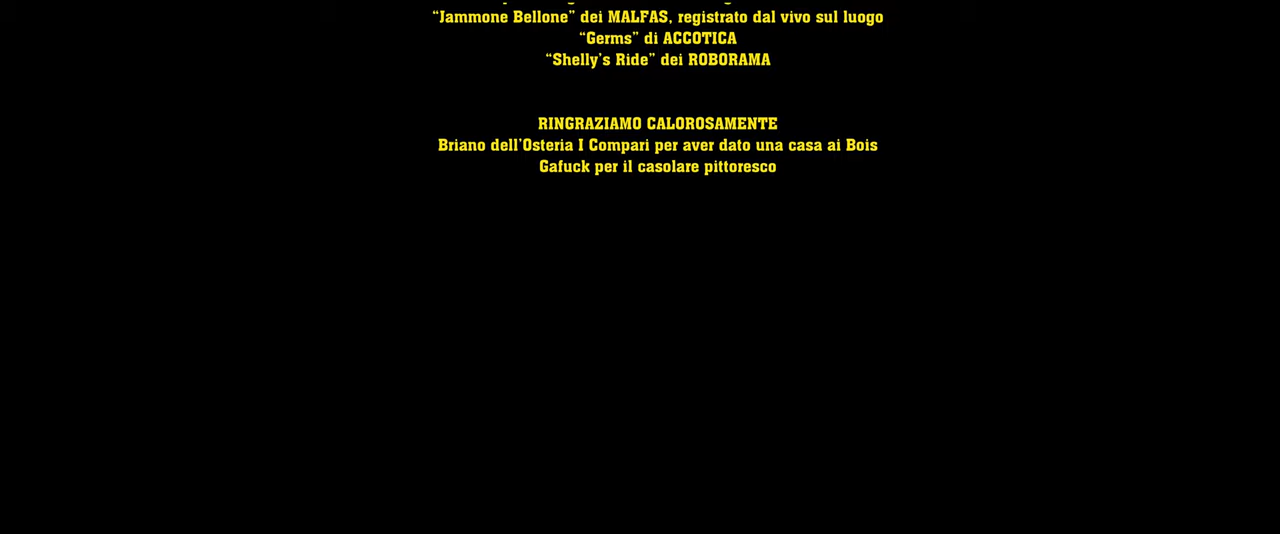 “Jammone Bellone” dei MALFAS, registrato dal vivo sul luogo
“Germs” di ACCOTICA
“Shelly’s Ride” dei ROBORAMA
RINGRAZIAMO CALOROSAMENTE
Briano dell’Osteria I Compari per aver dato una casa ai Bois
Gafuck per il casolare pittoresco